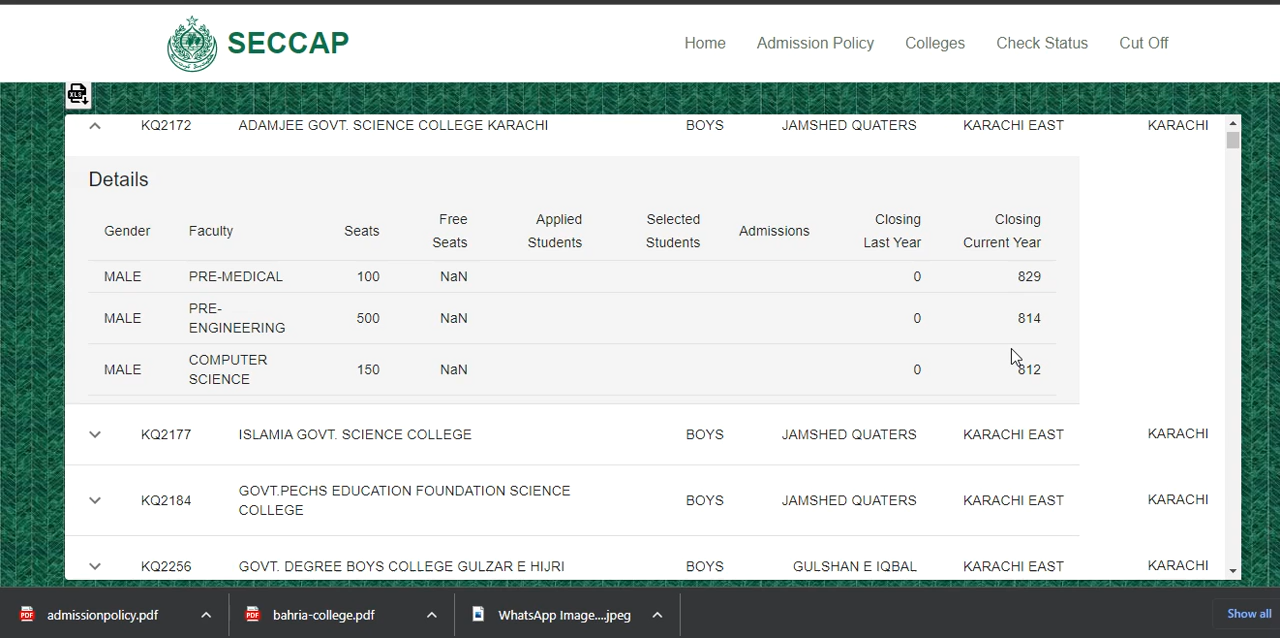 SECCAP
Home Admission Policy Colleges Check Status Cut Off
XLS
KQ2172 ADAMJEE GOVT. SCIENCE COLLEGE KARACHI BOYS JAMSHED QUATERS KARACHI EAST KARACHI
Details
Gender Faculty Seats Free Seats Applied Students Selected Students Admissions Closing Last Year Closing Current Year
MALE PRE-MEDICAL 100 NaN 0 829
MALE PRE-
ENGINEERING 500 NaN 0 814
MALE COMPUTER
SCIENCE 150 NaN 0 812
KQ2177 ISLAMIA GOVT. SCIENCE COLLEGE BOYS JAMSHED QUATERS KARACHI EAST KARACHI
KQ2184 GOVT.PECHS EDUCATION FOUNDATION SCIENCE
COLLEGE BOYS JAMSHED QUATERS KARACHI EAST KARACHI
KQ2256 GOVT. DEGREE BOYS COLLEGE GULZAR E HIJRI BOYS GULSHAN E IQBAL KARACHI EAST KARACHI
PDF admissionpolicy.pdf PDF bahria-college.pdf WhatsApp Image....jpeg Show all